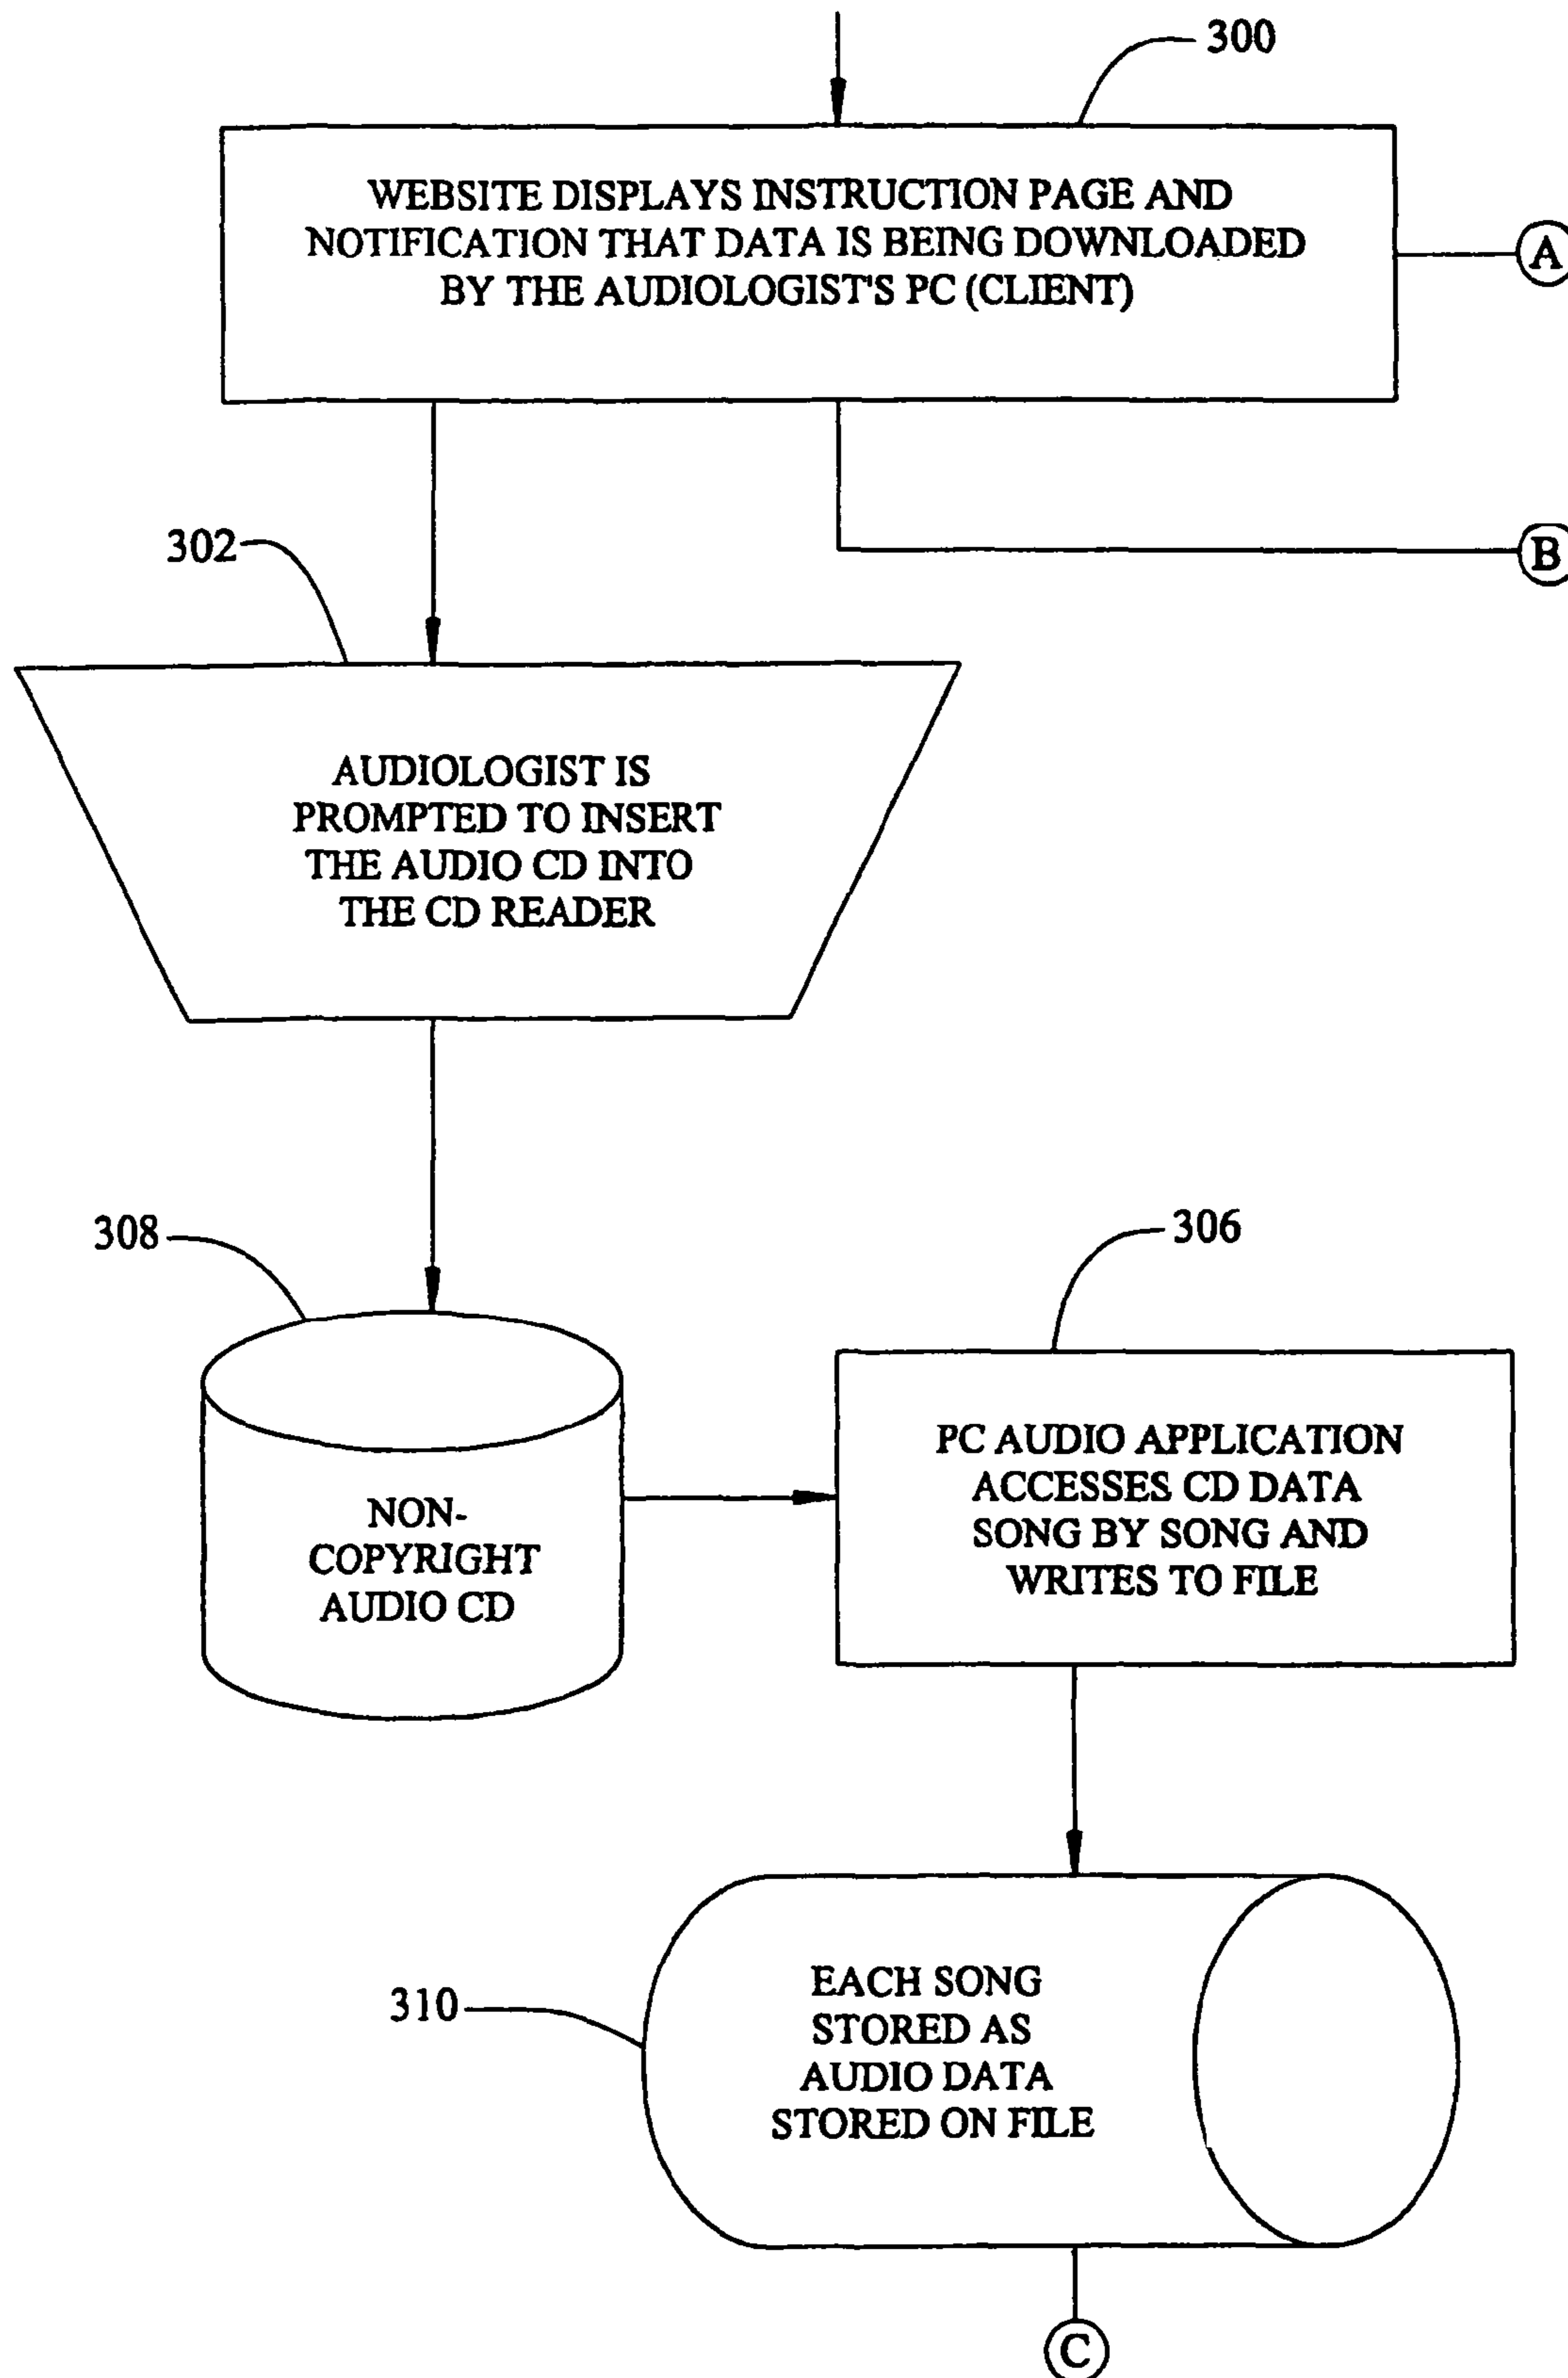 300
WEBSITE DISPLAYS INSTRUCTION PAGE AND
NOTIFICATION THAT DATA IS BEING DOWNLOADED
BY THE AUDIOLOGIST'S PC (CLIENT)
A
B
302
AUDIOLOGIST IS
PROMPTED TO INSERT
THE AUDIO CD INTO
THE CD READER
308
NON-
COPYRIGHT
AUDIO CD
306
PC AUDIO APPLICATION
ACCESSES CD DATA
SONG BY SONG AND
WRITES TO FILE
310
EACH SONG
STORED AS
AUDIO DATA
STORED ON FILE
C